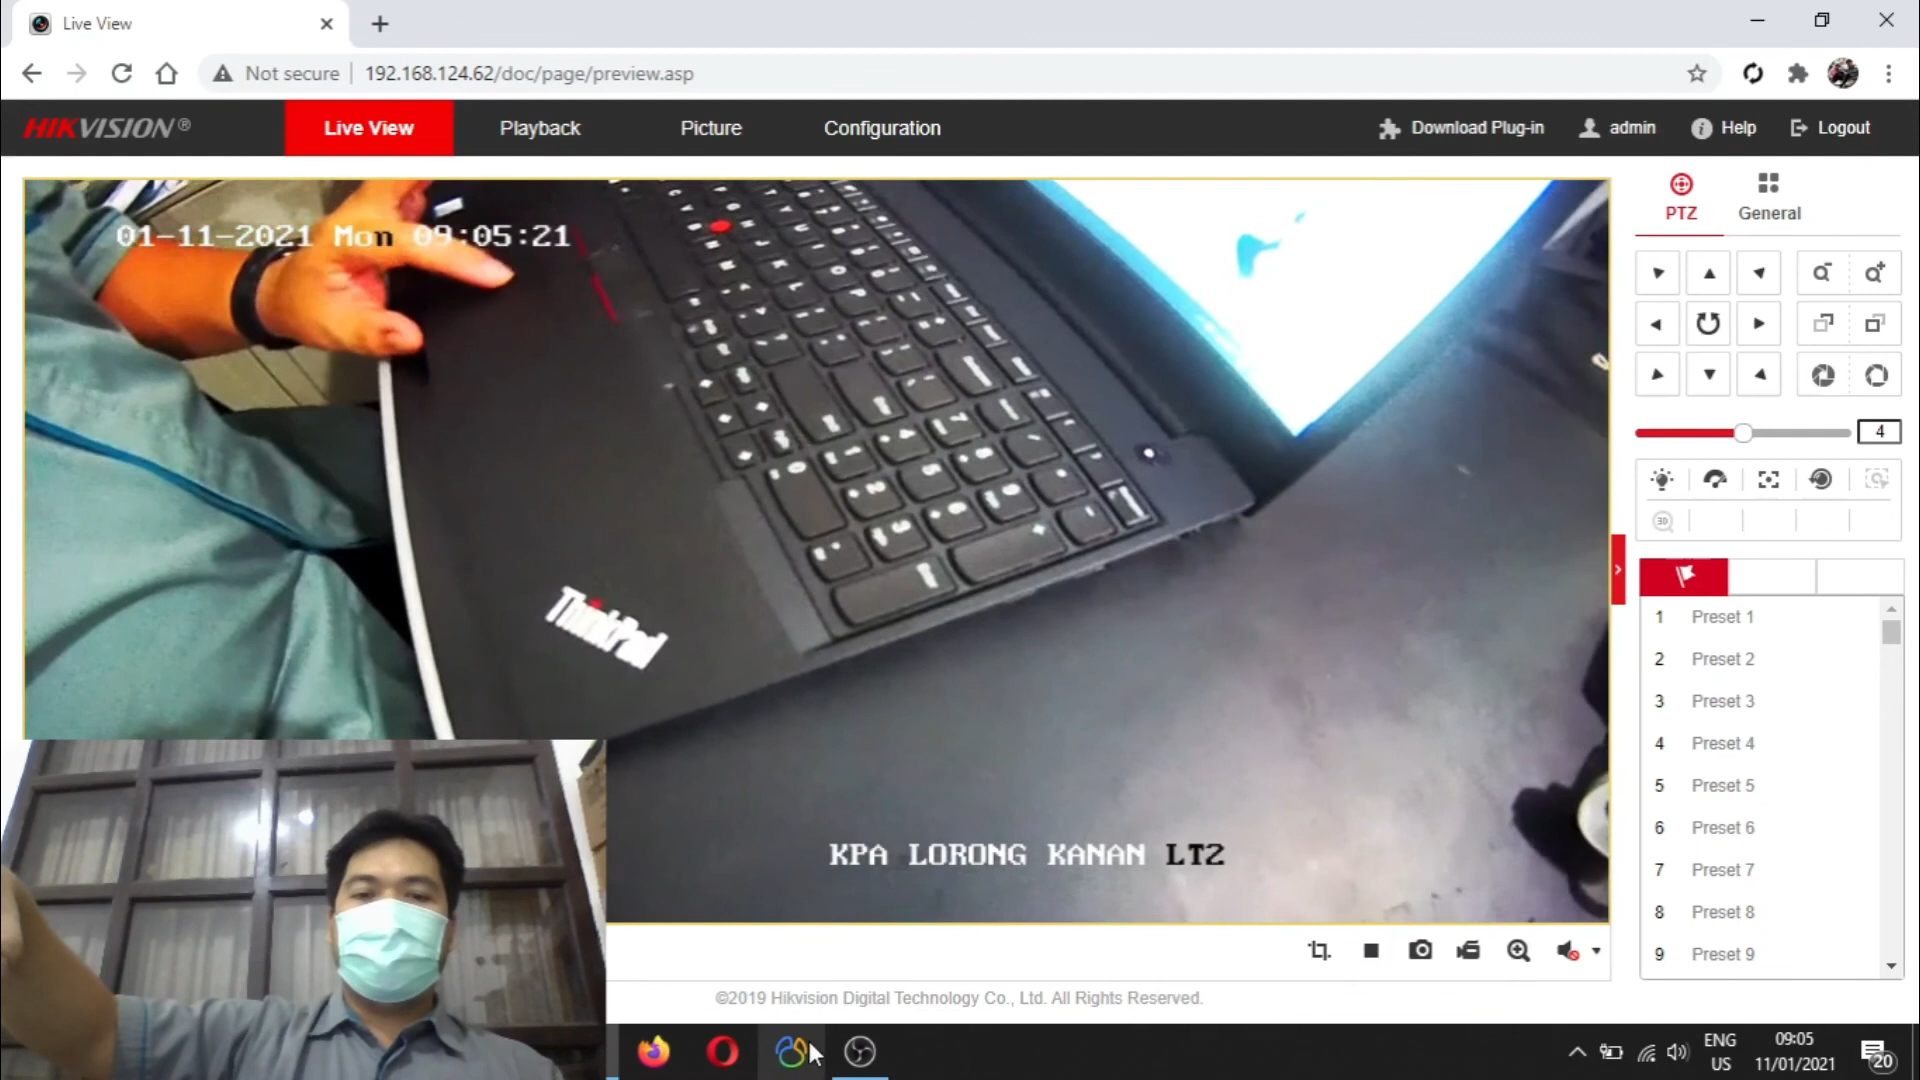 Live View
Not secure
192.168.124.62/doc/page/preview.asp
HIKVISION®
Live View
Playback
Picture
Configuration
Download Plug-in
admin
Help
Logout
01-11-2021 Mon 09:05:21
ThinkPad
KPA LORONG KANAN LT2
PTZ
General
4
3D
1 Preset 1
2 Preset 2
3 Preset 3
4 Preset 4
5 Preset 5
6 Preset 6
7 Preset 7
8 Preset 8
9 Preset 9
©2019 Hikvision Digital Technology Co., Ltd. All Rights Reserved.
ENG
US
09:05
11/01/2021
20